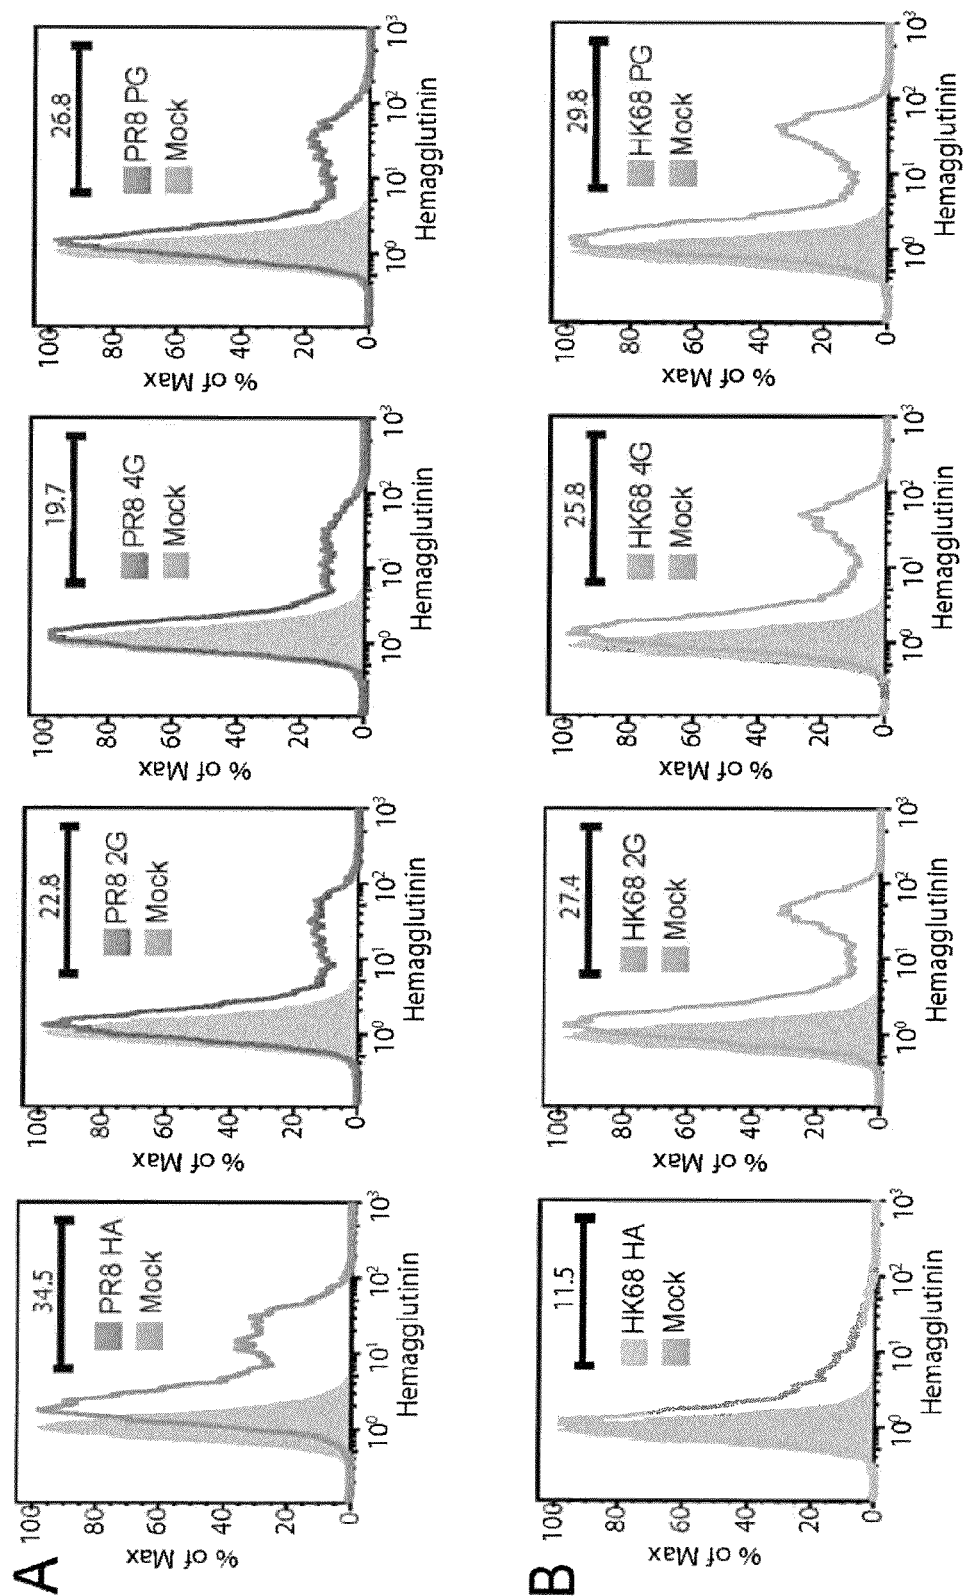 A
100
80
60
40
20
0
% of Max
34.5
PR8 HA
Mock
10⁰ 10¹ 10² 10³
Hemagglutinin
100
80
60
40
20
0
% of Max
22.8
PR8 2G
Mock
10⁰ 10¹ 10² 10³
Hemagglutinin
100
80
60
40
20
0
% of Max
19.7
PR8 4G
Mock
10⁰ 10¹ 10² 10³
Hemagglutinin
100
80
60
40
20
0
% of Max
26.8
PR8 PG
Mock
10⁰ 10¹ 10² 10³
Hemagglutinin
B
100
80
60
40
20
0
% of Max
11.5
HK68 HA
Mock
10⁰ 10¹ 10² 10³
Hemagglutinin
100
80
60
40
20
0
% of Max
27.4
HK68 2G
Mock
10⁰ 10¹ 10² 10³
Hemagglutinin
100
80
60
40
20
0
% of Max
25.8
HK68 4G
Mock
10⁰ 10¹ 10² 10³
Hemagglutinin
100
80
60
40
20
0
% of Max
29.8
HK68 PG
Mock
10⁰ 10¹ 10² 10³
Hemagglutinin